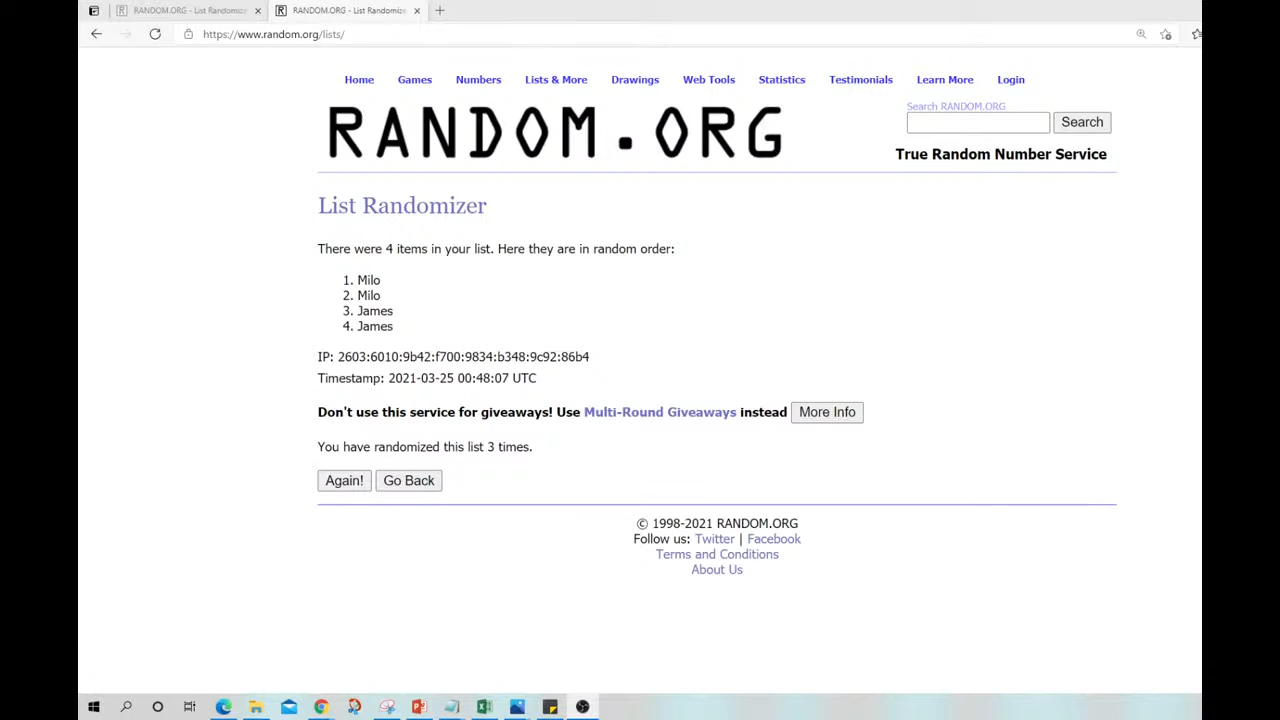 RANDOM.ORG - List Randomize
RANDOM.ORG - List Randomize
https://www.random.org/lists/
Home Games Numbers Lists & More Drawings Web Tools Statistics Testimonials Learn More Login
RANDOM.ORG
Search RANDOM.ORG
Search
True Random Number Service
List Randomizer
There were 4 items in your list. Here they are in random order:
1. Milo
2. Milo
3. James
4. James
IP: 2603:6010:9b42:f700:9834:b348:9c92:86b4
Timestamp: 2021-03-25 00:48:07 UTC
Don't use this service for giveaways! Use Multi-Round Giveaways instead More Info
You have randomized this list 3 times.
Again! Go Back
© 1998-2021 RANDOM.ORG
Follow us: Twitter | Facebook
Terms and Conditions
About Us